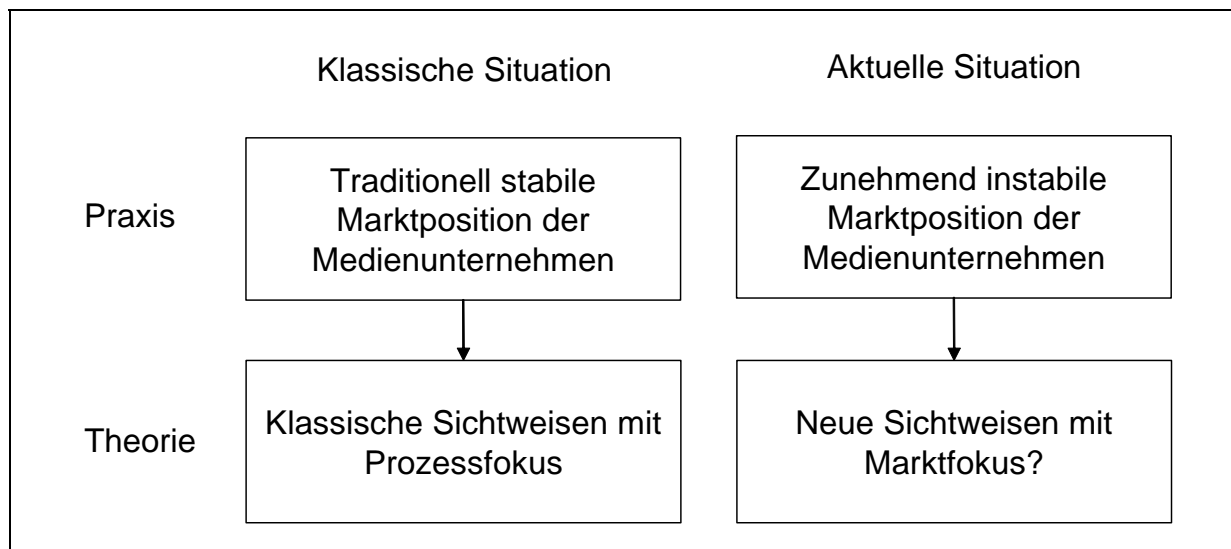 Klassische Situation
Aktuelle Situation
Praxis
Traditionell stabile
Marktposition der
Medienunternehmen
Zunehmend instabile
Marktposition der
Medienunternehmen
Theorie
Klassische Sichtweisen mit
Prozessfokus
Neue Sichtweisen mit
Marktfokus?